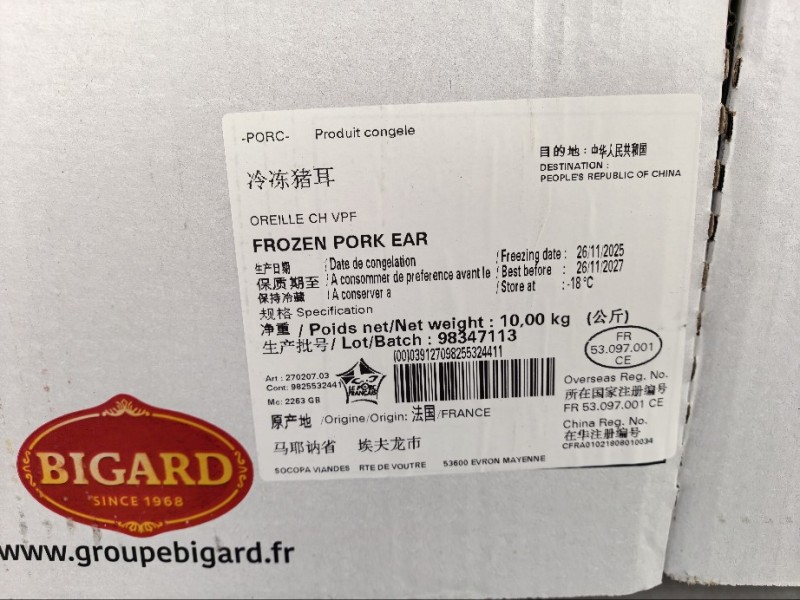 -PORC- Produit congele
目的地：中华人民共和国
DESTINATION :
PEOPLE'S REPUBLIC OF CHINA
冷冻猪耳
OREILLE CH VPF
FROZEN PORK EAR
生产日期 / Date de congelation / Freezing date : 26/11/2025
保质期至 / A consommer de preference avant le / Best before : 26/11/2027
保持冷藏 / A conserver a / Store at : -18 °C
规格 Specification
净重 / Poids net/Net weight : 10,00 kg (公斤)
生产批号/ Lot/Batch : 98347113
FR
53.097.001
CE
(00)039127098255324411
Art : 270207.03
Cont: 9825532441
Mc: 2263 GB
LE PORC
FRANÇAIS
Overseas Reg. No.
所在国家注册编号
FR 53.097.001 CE
China Reg. No.
在华注册编号
CFRA01021808010034
原产地 /Origine/Origin: 法国/FRANCE
马耶讷省 埃夫龙市
SOCOPA VIANDES RTE DE VOUTRE 53600 EVRON MAYENNE
BIGARD
SINCE 1968
www.groupebigard.fr